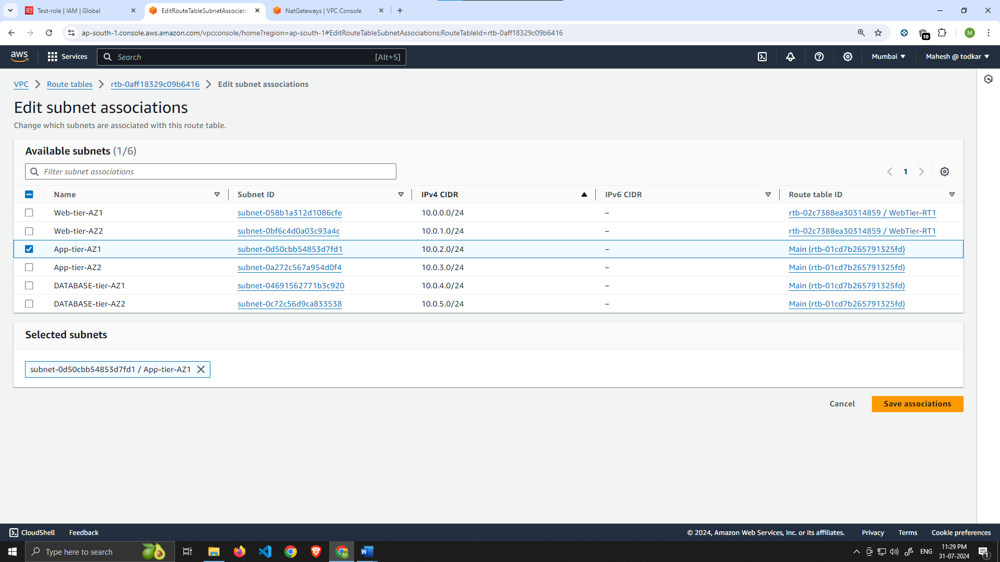 Test-role | IAM | Global
EditRouteTableSubnetAssociatio
NatGateways | VPC Console
ap-south-1.console.aws.amazon.com/vpcconsole/home?region=ap-south-1#EditRouteTableSubnetAssociations:RouteTableId=rtb-0aff18329c09b6416
10
M
aws
Services
Search
[Alt+S]
Mumbai
Mahesh @ todkar
VPC
Route tables
rtb-0aff18329c09b6416
Edit subnet associations
Edit subnet associations
Change which subnets are associated with this route table.
Available subnets (1/6)
Filter subnet associations
1
Name Subnet ID IPv4 CIDR IPv6 CIDR Route table ID
Web-tier-AZ1 subnet-058b1a312d1086cfe 10.0.0.0/24 – rtb-02c7388ea30314859 / WebTier-RT1
Web-tier-AZ2 subnet-0bf6c4d0a03c93a4c 10.0.1.0/24 – rtb-02c7388ea30314859 / WebTier-RT1
App-tier-AZ1 subnet-0d50cbb54853d7fd1 10.0.2.0/24 – Main (rtb-01cd7b265791325fd)
App-tier-AZ2 subnet-0a272c567a954d0f4 10.0.3.0/24 – Main (rtb-01cd7b265791325fd)
DATABASE-tier-AZ1 subnet-04691562771b3c920 10.0.4.0/24 – Main (rtb-01cd7b265791325fd)
DATABASE-tier-AZ2 subnet-0c72c56d9ca833538 10.0.5.0/24 – Main (rtb-01cd7b265791325fd)
Selected subnets
subnet-0d50cbb54853d7fd1 / App-tier-AZ1
Cancel
Save associations
CloudShell
Feedback
© 2024, Amazon Web Services, Inc. or its affiliates.
Privacy
Terms
Cookie preferences
Type here to search
M
W
ENG
11:29 PM
31-07-2024
1